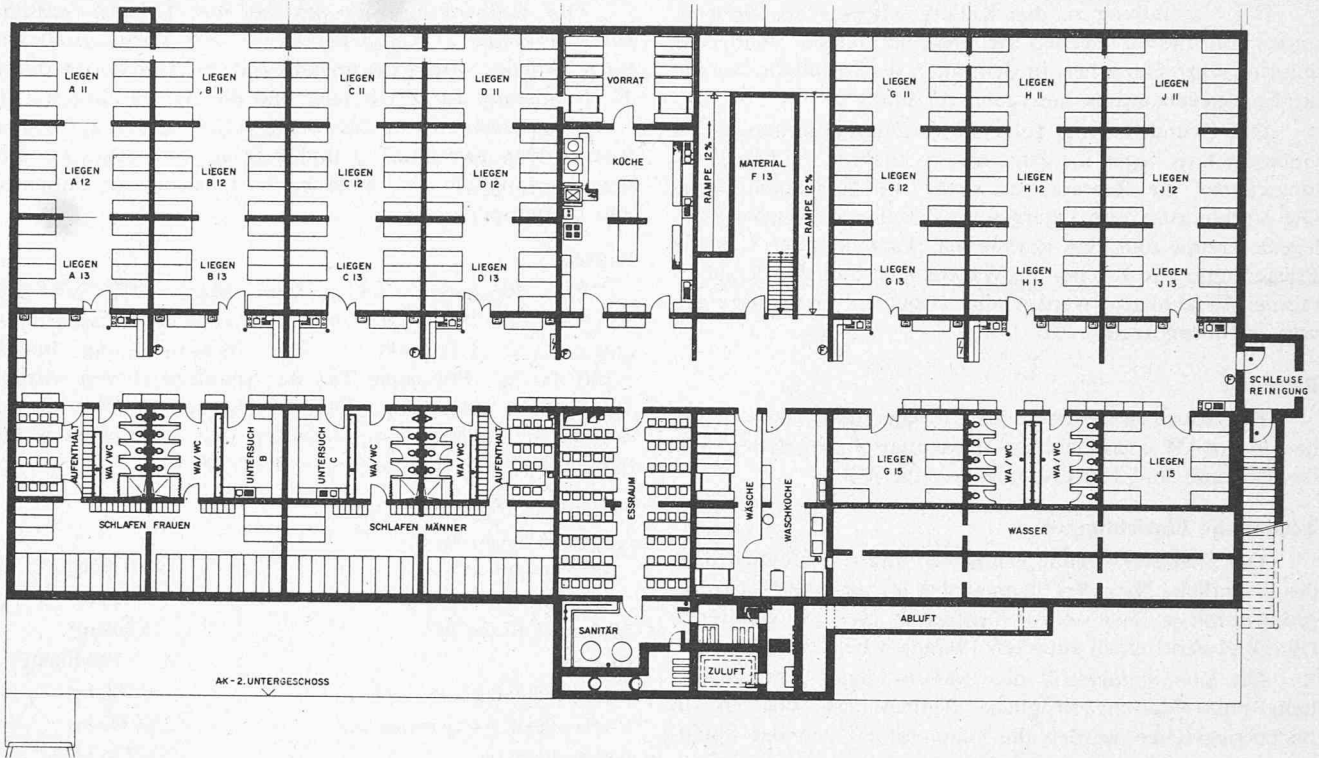 LIEGEN
A 11
LIEGEN
B 11
LIEGEN
C 11
LIEGEN
D 11
VORRAT
LIEGEN
G 11
LIEGEN
H 11
LIEGEN
J 11
LIEGEN
A 12
LIEGEN
B 12
LIEGEN
C 12
LIEGEN
D 12
KÜCHE
RAMPE 12%
MATERIAL
F 13
RAMPE 12%
LIEGEN
G 12
LIEGEN
H 12
LIEGEN
J 12
LIEGEN
A 13
LIEGEN
B 13
LIEGEN
C 13
LIEGEN
D 13
LIEGEN
G 13
LIEGEN
H 13
LIEGEN
J 13
F
F
F
F
F
SCHLEUSE
REINIGUNG
AUFENTHALT
WA/WC
WA/WC
UNTERSUCH
B
UNTERSUCH
WA/WC
WA/WC
AUFENTHALT
ESSRAUM
WÄSCHE
WASCHKÜCHE
LIEGEN
G 15
WA/WC
WA/WC
LIEGEN
J 15
SCHLAFEN FRAUEN
SCHLAFEN MÄNNER
WASSER
SANITÄR
ZULUFT
ABLUFT
AK-2. UNTERGESCHOSS